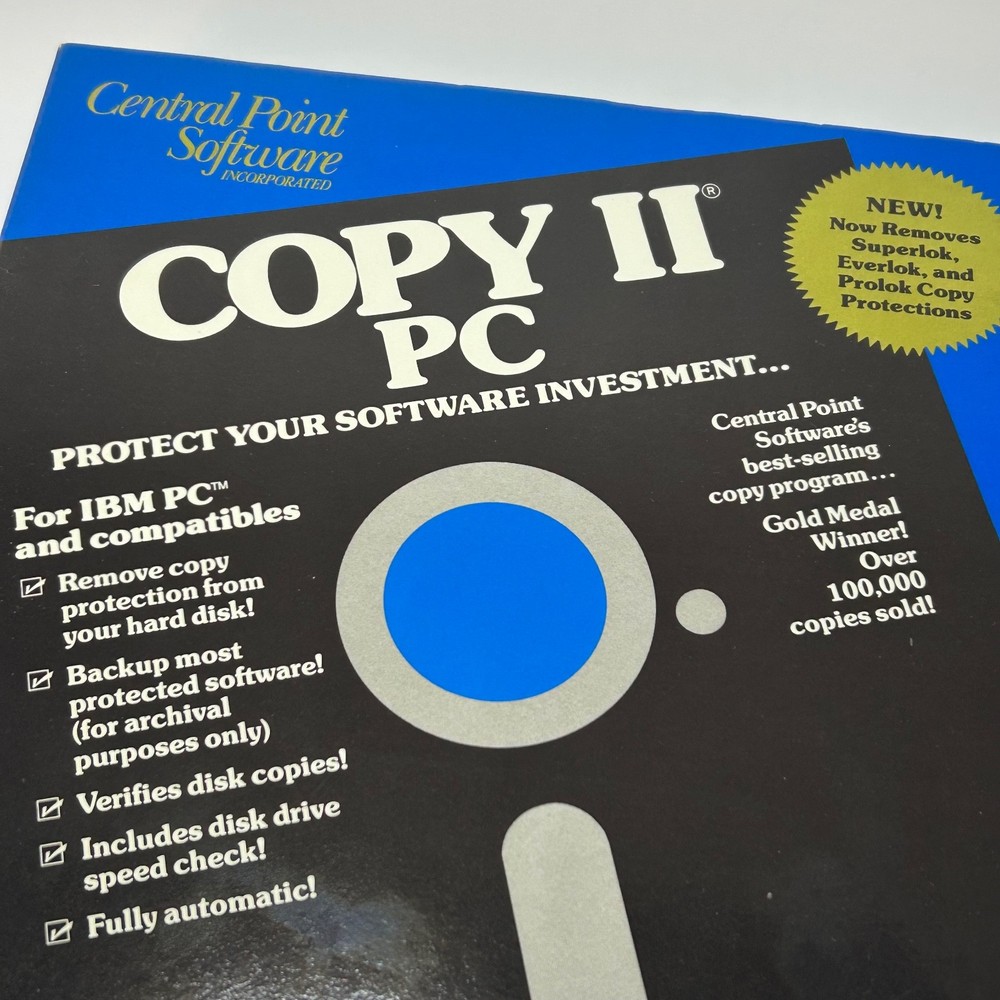 Central Point
Software
INCORPORATED
COPY II®
PC
PROTECT YOUR SOFTWARE INVESTMENT...
NEW!
Now Removes
Superlok,
Everlok, and
Prolok Copy
Protections
For IBM PC™
and compatibles
Remove copy
protection from
your hard disk!
Backup most
protected software!
(for archival
purposes only)
Verifies disk copies!
Includes disk drive
speed check!
Fully automatic!
Central Point
Software's
best-selling
copy program...
Gold Medal
Winner!
Over
100,000
copies sold!